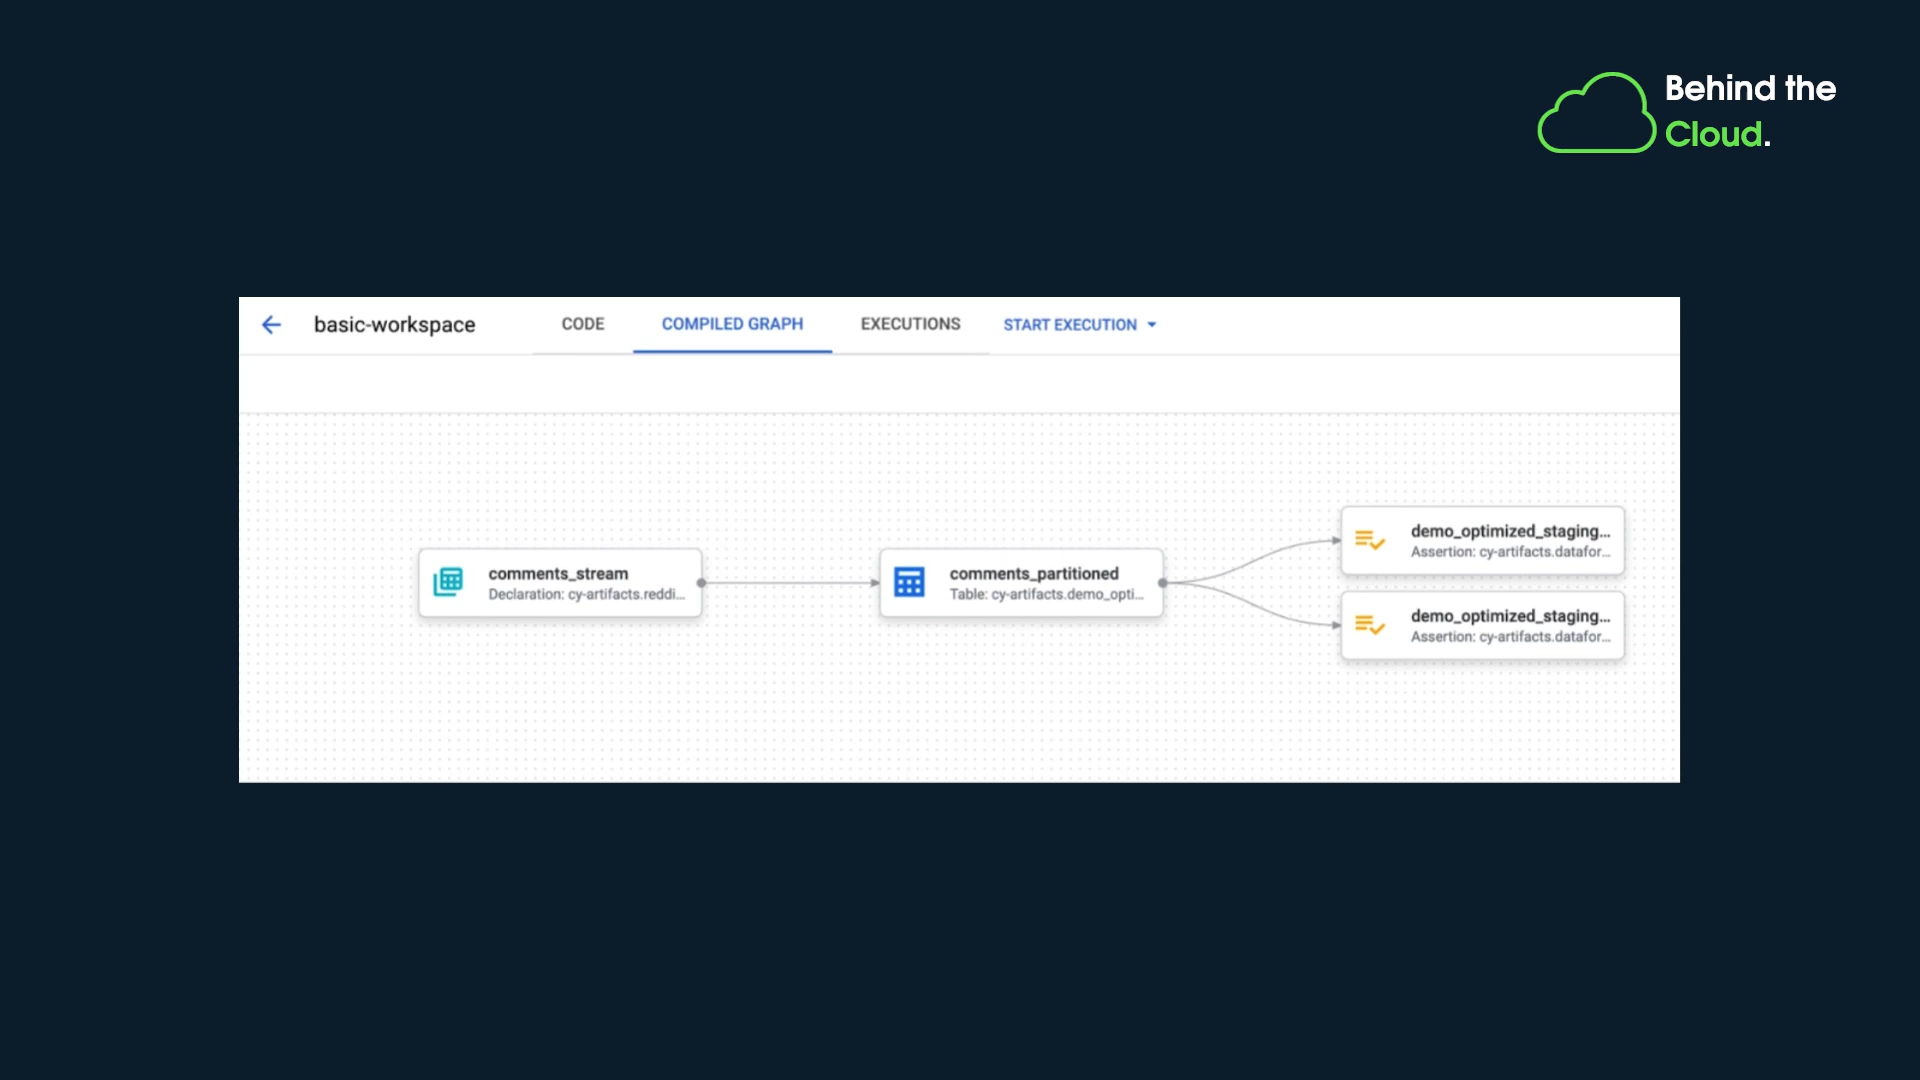 Behind the
Cloud.
basic-workspace
CODE
COMPILED GRAPH
EXECUTIONS
START EXECUTION
comments_stream
Declaration: cy-artifacts.reddi...
comments_partitioned
Table: cy-artifacts.demo_opti...
demo_optimized_staging...
Assertion: cy-artifacts.datafor...
demo_optimized_staging...
Assertion: cy-artifacts.datafor...